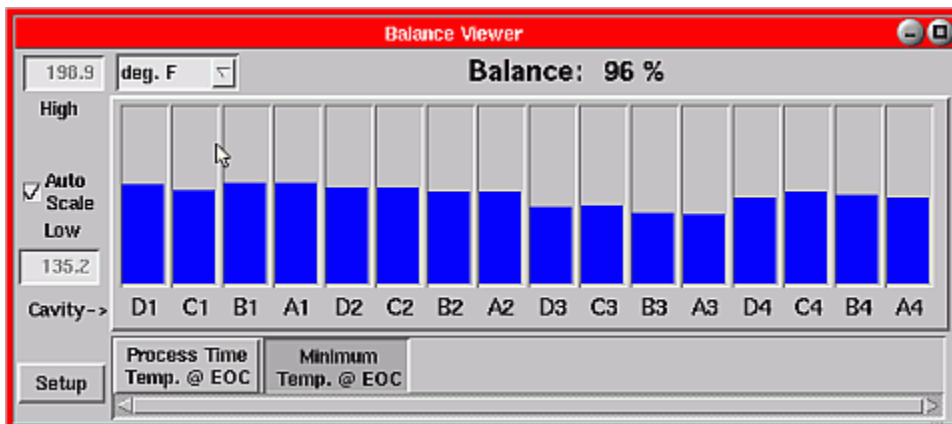 Balance Viewer
198.9
deg. F
Balance: 96 %
High
Auto
Scale
Low
135.2
Cavity-> D1 C1 B1 A1 D2 C2 B2 A2 D3 C3 B3 A3 D4 C4 B4 A4
Setup
Process Time
Temp. @ EOC
Minimum
Temp. @ EOC